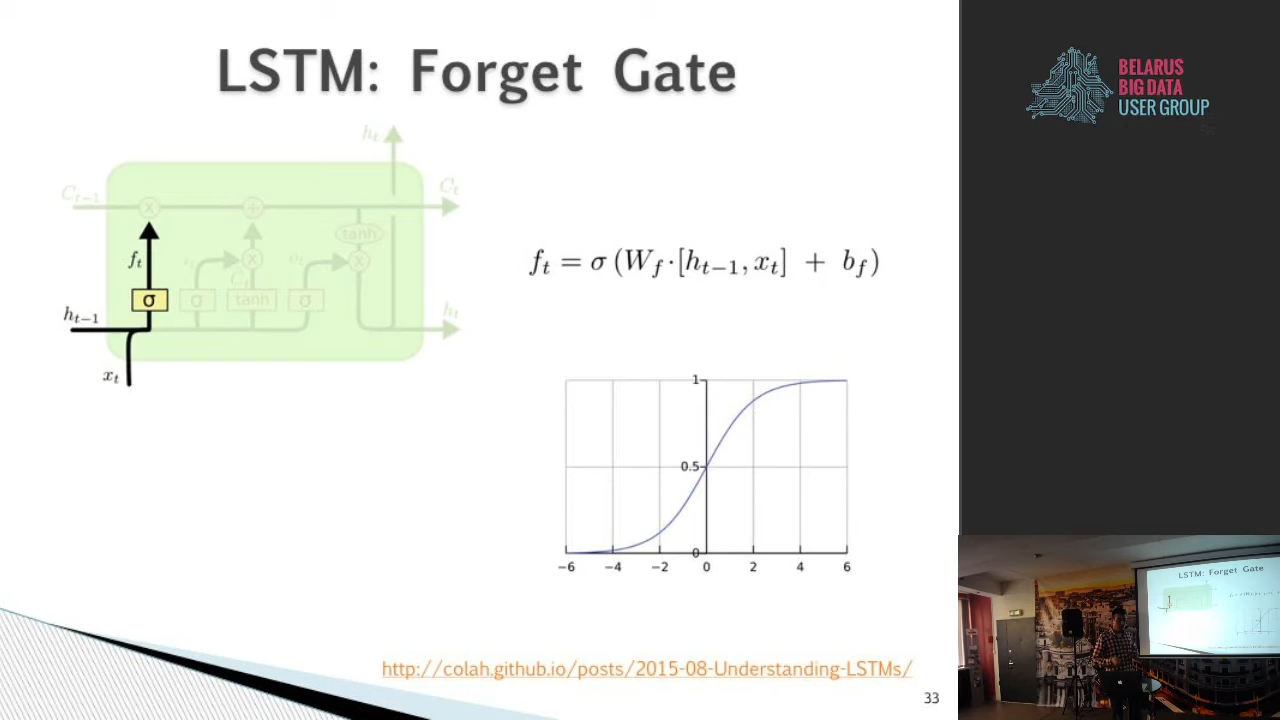 LSTM: Forget Gate
BELARUS
BIG DATA
USER GROUP
h_t
C_{t-1}
C_t
tanh
f_t
σ
σ
tanh
σ
h_{t-1}
h_t
x_t
f_t = σ (W_f · [h_{t-1}, x_t] + b_f)
1
0.5
0
−6 −4 −2 0 2 4 6
http://colah.github.io/posts/2015-08-Understanding-LSTMs/
33
LSTM: Forget Gate